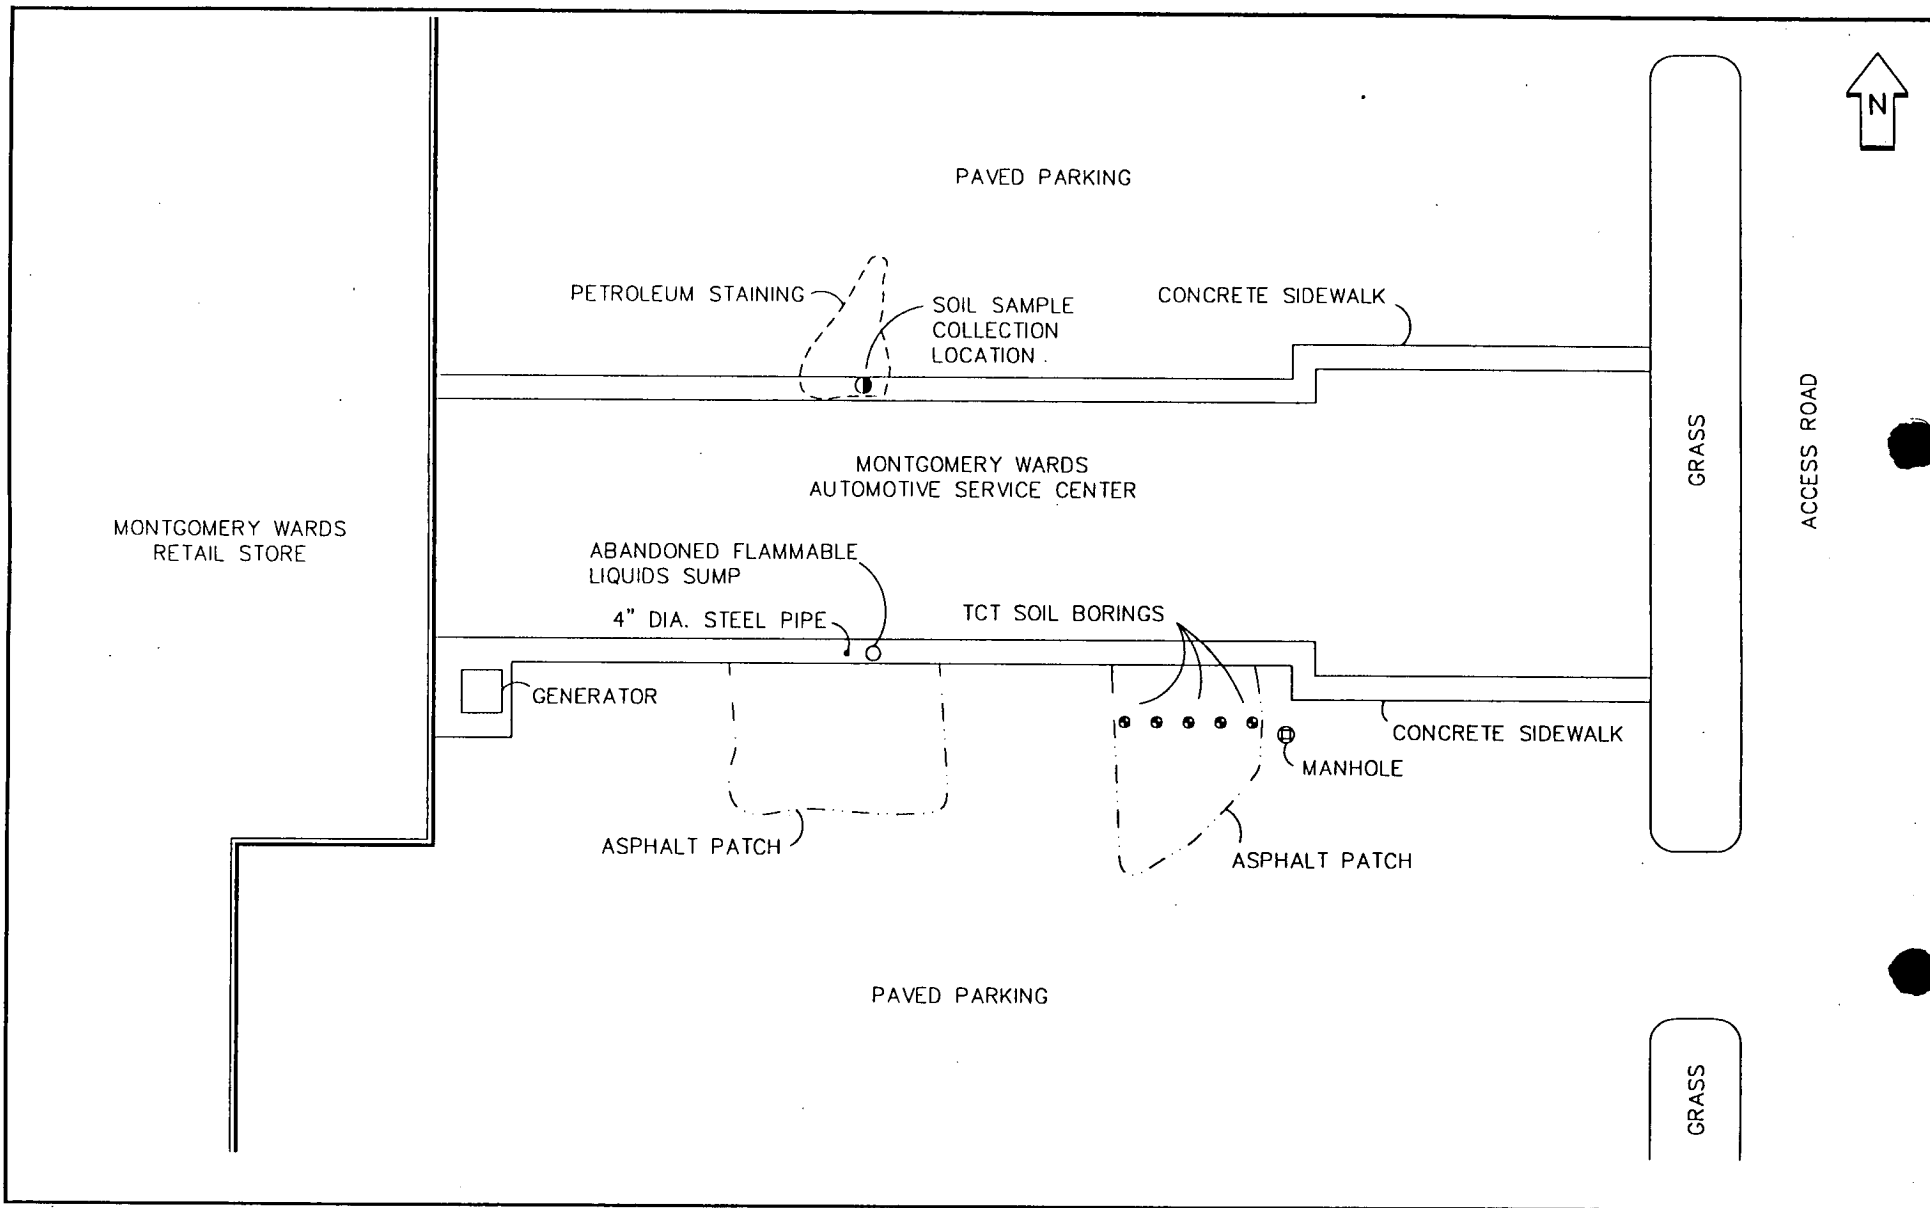 N
PAVED PARKING
PETROLEUM STAINING
SOIL SAMPLE
COLLECTION
LOCATION
CONCRETE SIDEWALK
MONTGOMERY WARDS
AUTOMOTIVE SERVICE CENTER
GRASS
ACCESS ROAD
MONTGOMERY WARDS
RETAIL STORE
ABANDONED FLAMMABLE
LIQUIDS SUMP
4" DIA. STEEL PIPE
TCT SOIL BORINGS
GENERATOR
CONCRETE SIDEWALK
MANHOLE
ASPHALT PATCH
ASPHALT PATCH
PAVED PARKING
GRASS